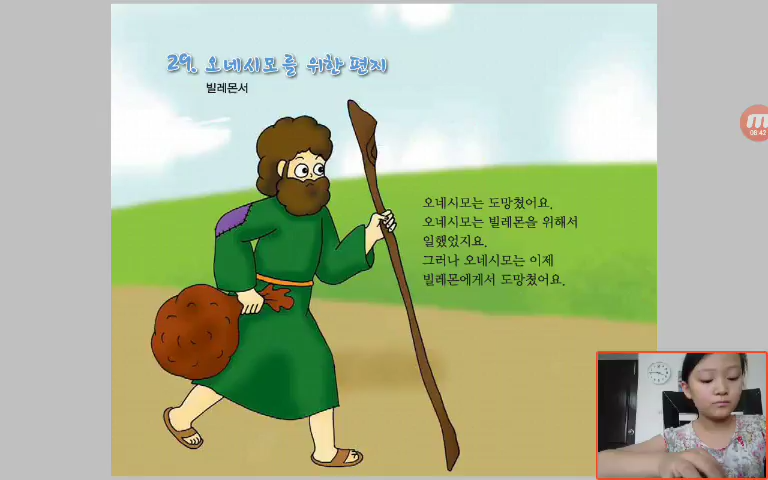 29. 오네시모를 위한 편지
빌레몬서
오네시모는 도망쳤어요.
오네시모는 빌레몬을 위해서
일했었지요.
그러나 오네시모는 이제
빌레몬에게서 도망쳤어요.
08:42